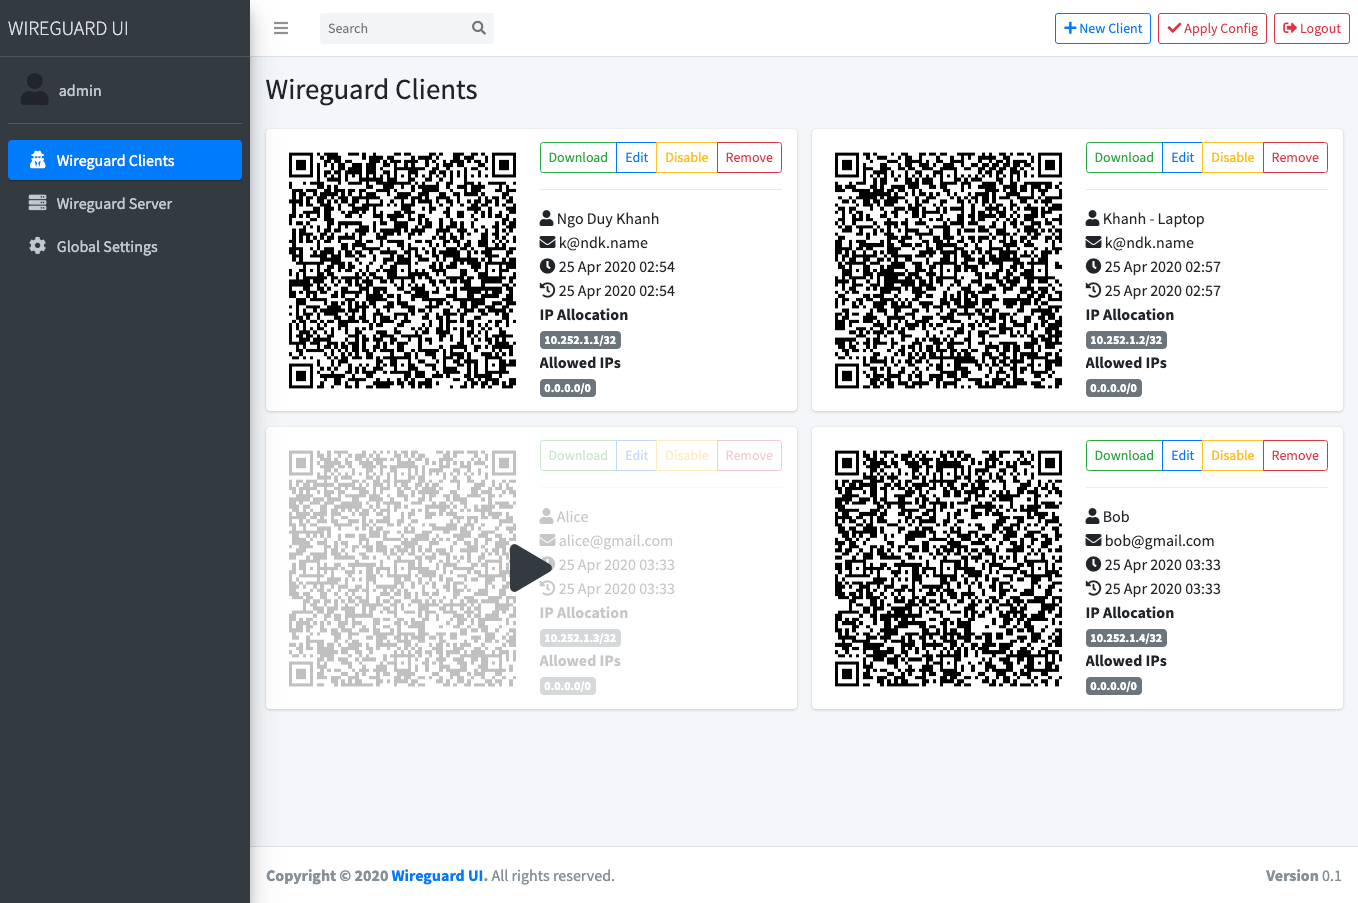 WIREGUARD UI
Search
New Client
Apply Config
Logout
admin
Wireguard Clients
Wireguard Server
Global Settings
Wireguard Clients
Download Edit Disable Remove
Ngo Duy Khanh
k@ndk.name
25 Apr 2020 02:54
25 Apr 2020 02:54
IP Allocation
10.252.1.1/32
Allowed IPs
0.0.0.0/0
Download Edit Disable Remove
Khanh - Laptop
k@ndk.name
25 Apr 2020 02:57
25 Apr 2020 02:57
IP Allocation
10.252.1.2/32
Allowed IPs
0.0.0.0/0
Download Edit Disable Remove
Alice
alice@gmail.com
25 Apr 2020 03:33
25 Apr 2020 03:33
IP Allocation
10.252.1.3/32
Allowed IPs
0.0.0.0/0
Download Edit Disable Remove
Bob
bob@gmail.com
25 Apr 2020 03:33
25 Apr 2020 03:33
IP Allocation
10.252.1.4/32
Allowed IPs
0.0.0.0/0
Copyright © 2020 Wireguard UI. All rights reserved.
Version 0.1